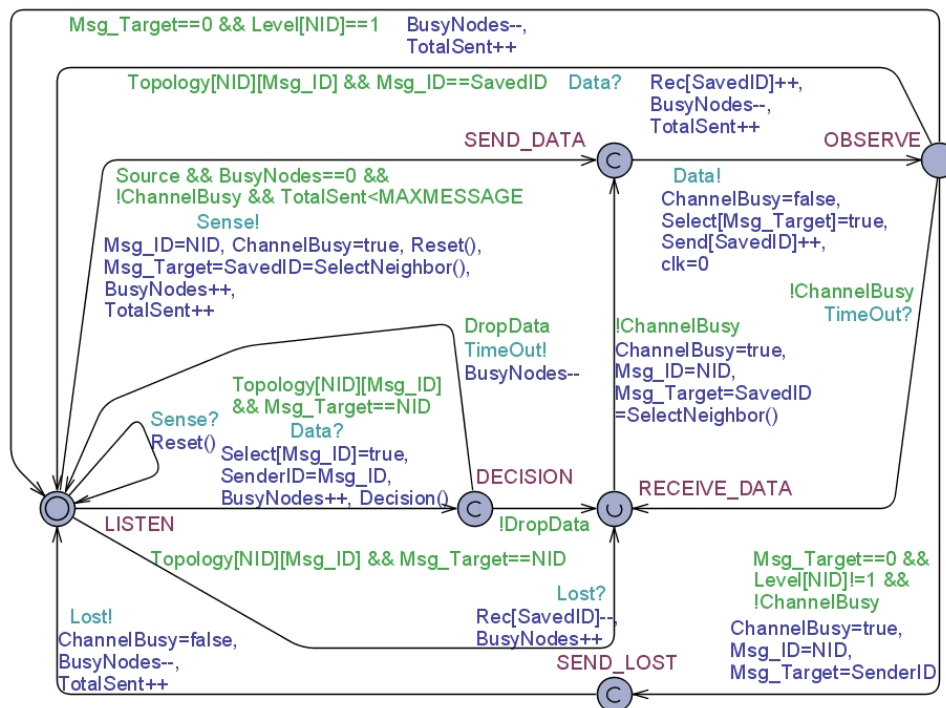 Msg_Target==0 && Level[NID]==1
BusyNodes--,
TotalSent++
Topology[NID][Msg_ID] && Msg_ID==SavedID
Data?
Rec[SavedID]++,
BusyNodes--,
TotalSent++
SEND_DATA
OBSERVE
Source && BusyNodes==0 &&
!ChannelBusy && TotalSent<MAXMESSAGE
Sense!
Msg_ID=NID, ChannelBusy=true, Reset(),
Msg_Target=SavedID=SelectNeighbor(),
BusyNodes++,
TotalSent++
Data!
ChannelBusy=false,
Select[Msg_Target]=true,
Send[SavedID]++,
clk=0
!ChannelBusy
TimeOut?
DropData
TimeOut!
BusyNodes--
!ChannelBusy
ChannelBusy=true,
Msg_ID=NID,
Msg_Target=SavedID
=SelectNeighbor()
Sense?
Reset()
Topology[NID][Msg_ID]
&& Msg_Target==NID
Data?
Select[Msg_ID]=true,
SenderID=Msg_ID,
BusyNodes++, Decision()
DECISION
RECEIVE_DATA
LISTEN
!DropData
Topology[NID][Msg_ID] && Msg_Target==NID
Lost?
Rec[SavedID]--,
BusyNodes++
Msg_Target==0 &&
Level[NID]!=1 &&
!ChannelBusy
ChannelBusy=true,
Msg_ID=NID,
Msg_Target=SenderID
Lost!
ChannelBusy=false,
BusyNodes--,
TotalSent++
SEND_LOST
C
C
C